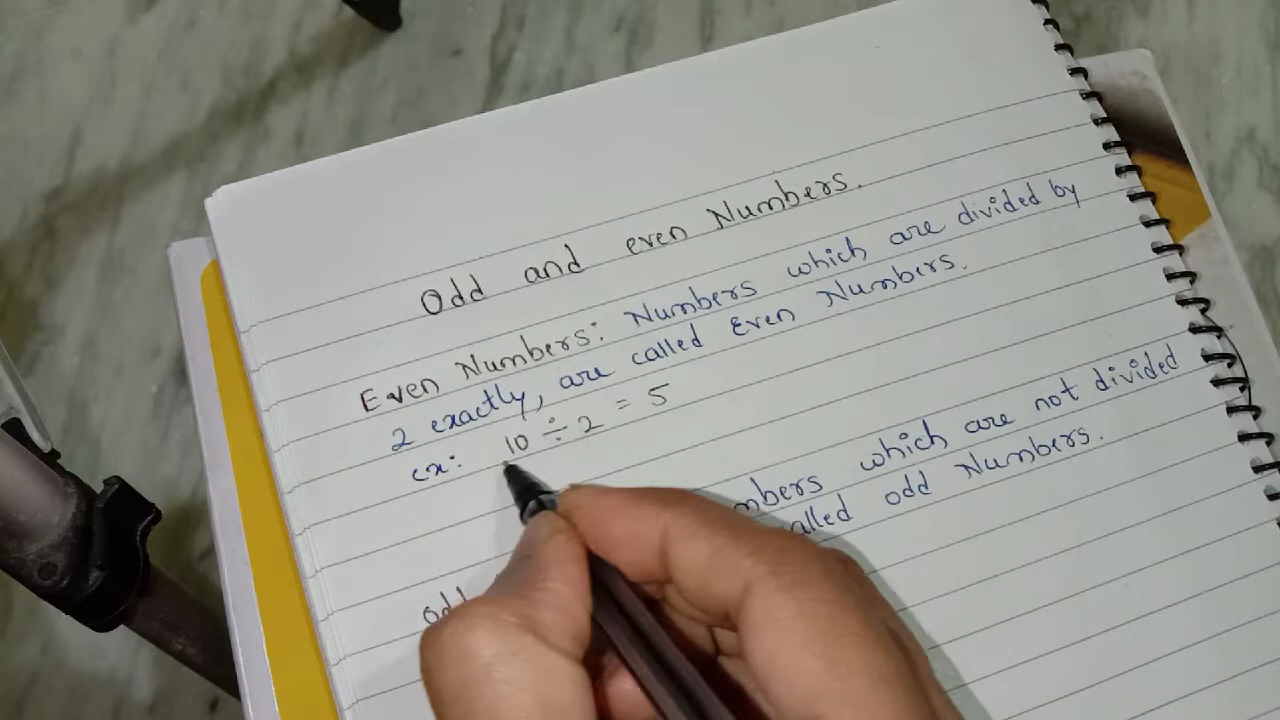 Odd and even Numbers.
Even Numbers: Numbers which are divided by
2 exactly, are called Even Numbers.
ex: 10 ÷ 2 = 5
which are not divided
odd Numbers.